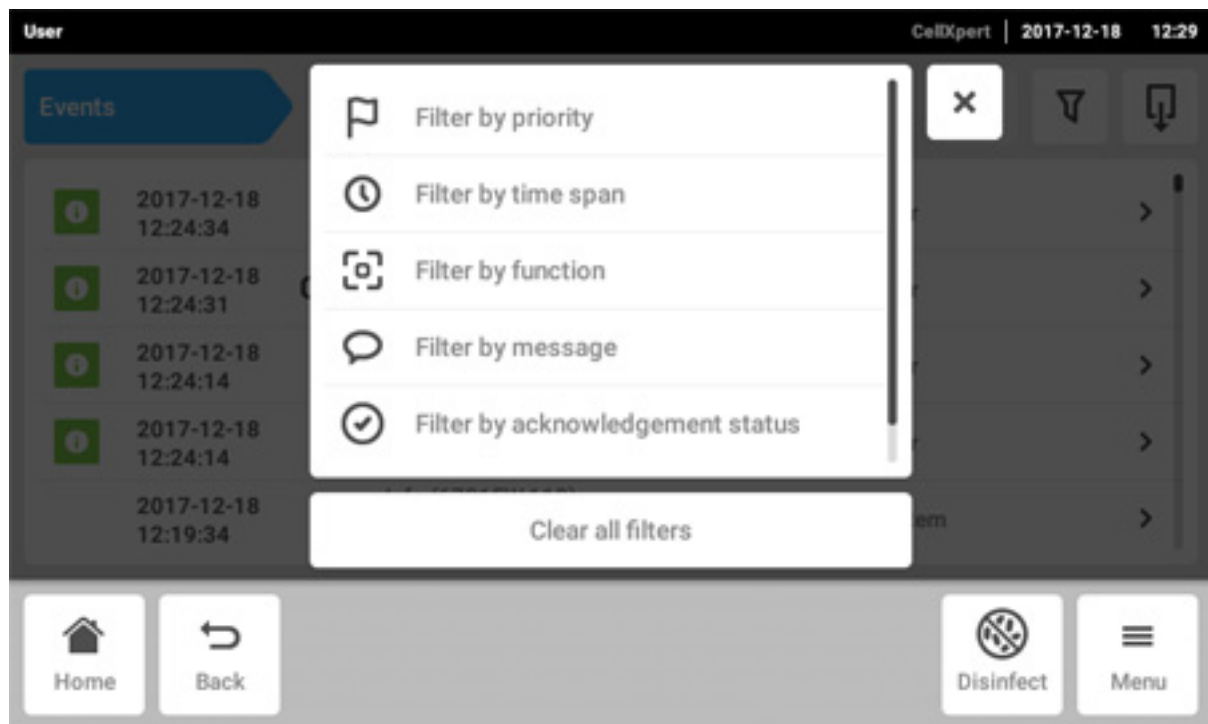 User
CellXpert | 2017-12-18 12:29
Events
Filter by priority
Filter by time span
Filter by function
Filter by message
Filter by acknowledgement status
Clear all filters
2017-12-18
12:24:34
2017-12-18
12:24:31
2017-12-18
12:24:14
2017-12-18
12:24:14
2017-12-18
12:19:34
Home
Back
Disinfect
Menu